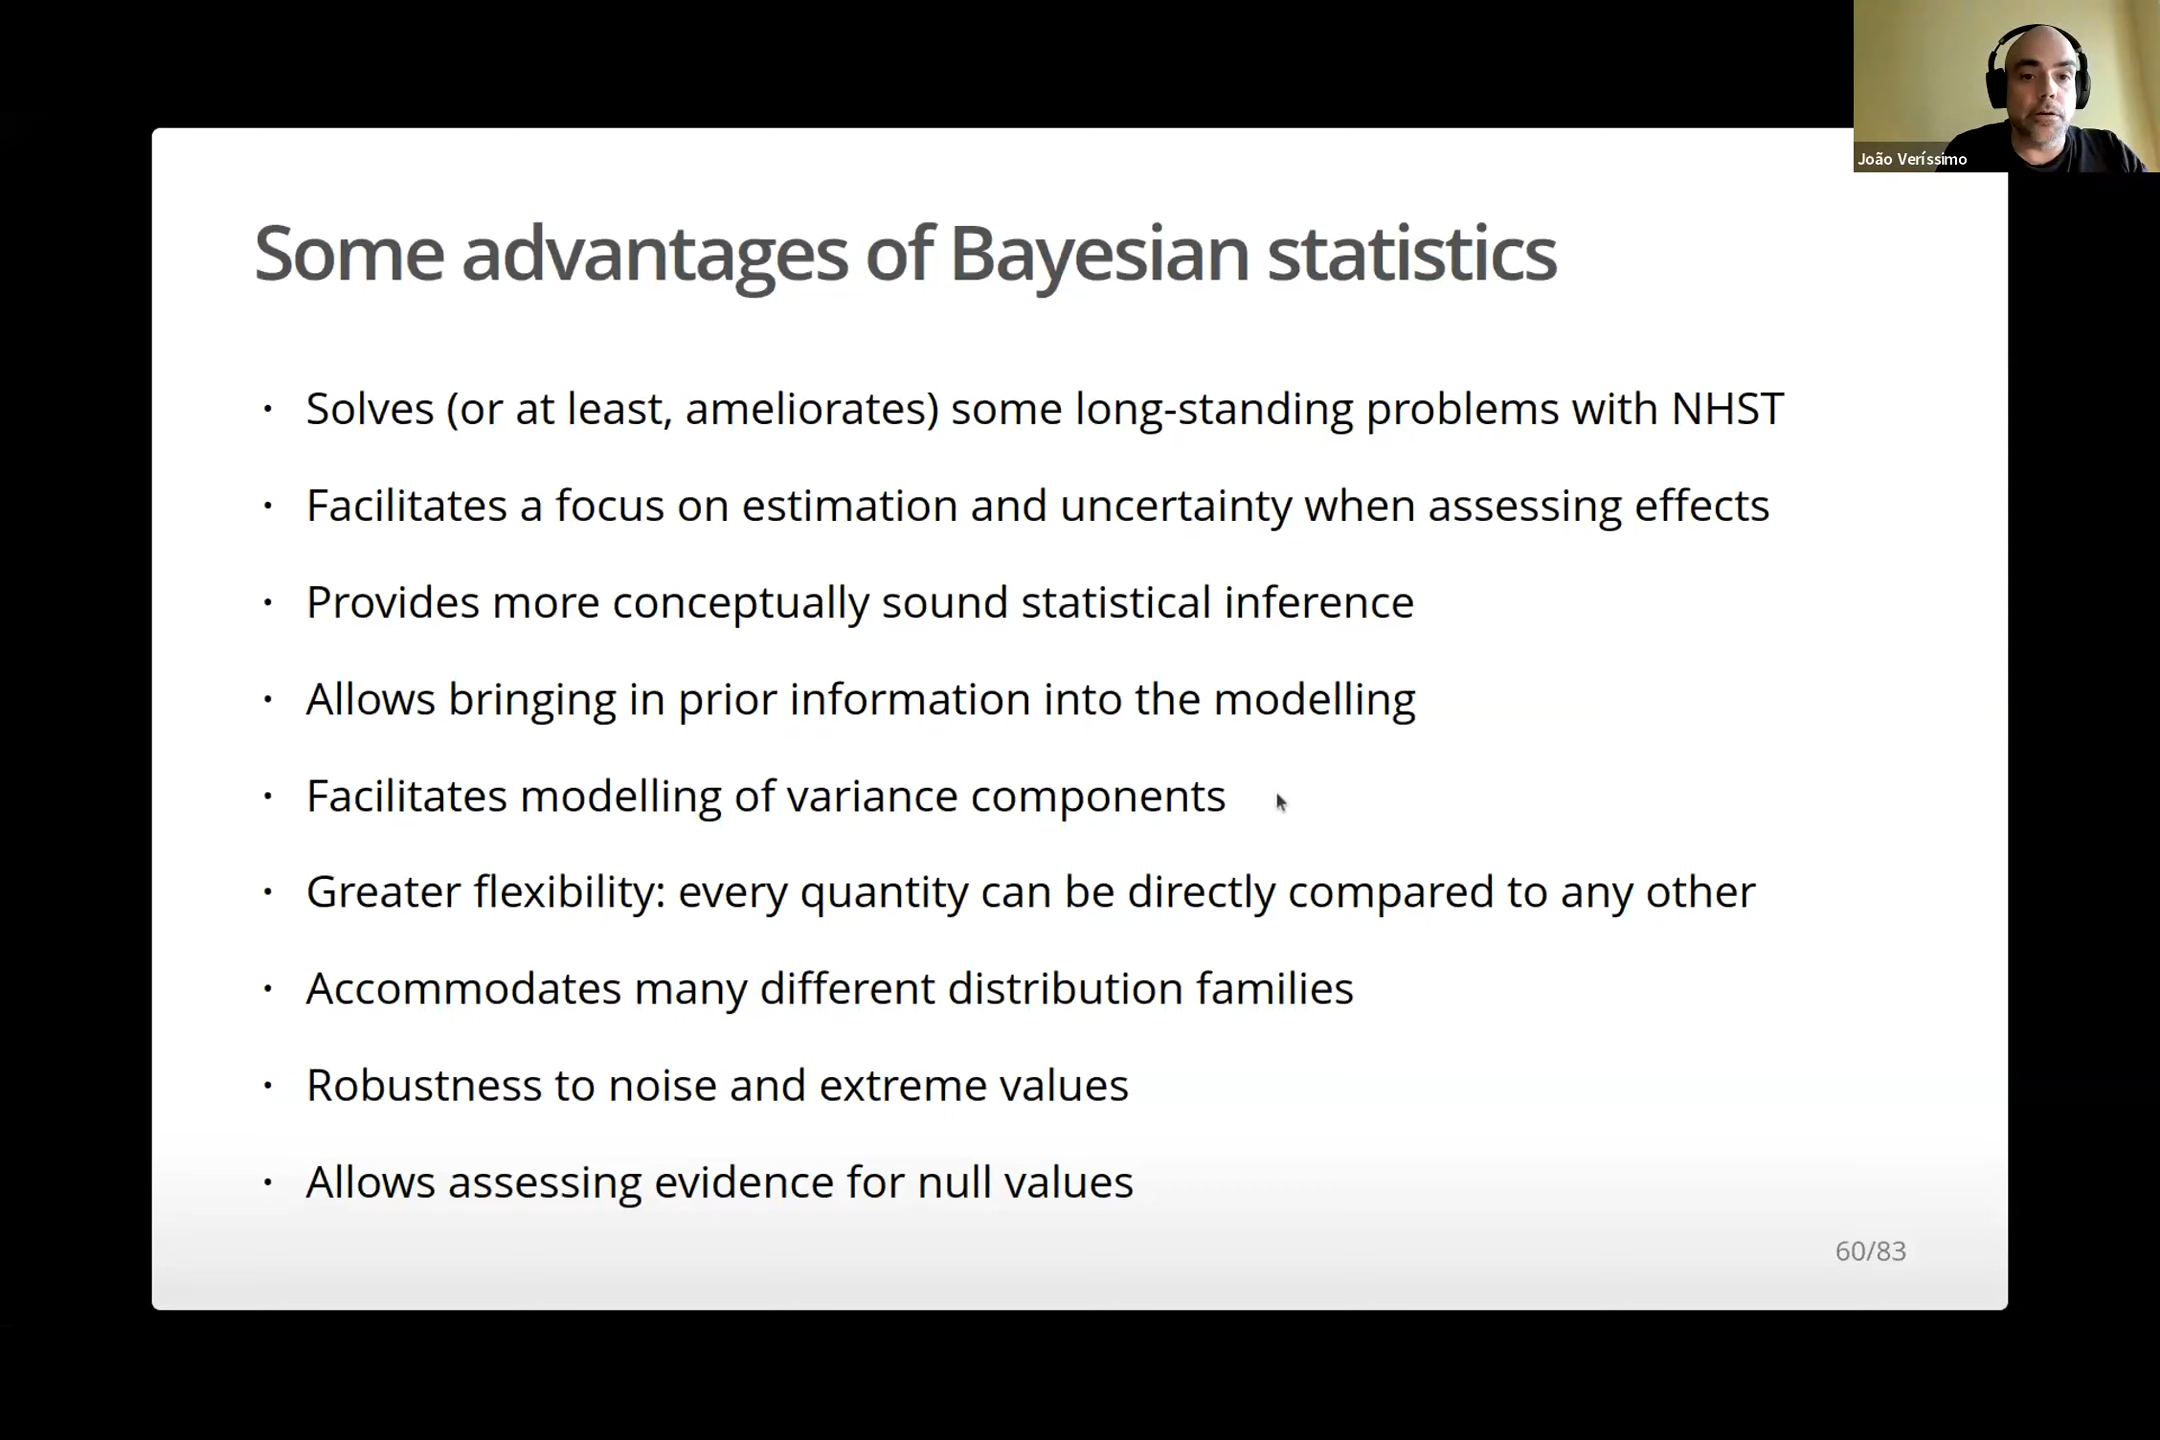 João Veríssimo
Some advantages of Bayesian statistics
· Solves (or at least, ameliorates) some long-standing problems with NHST
· Facilitates a focus on estimation and uncertainty when assessing effects
· Provides more conceptually sound statistical inference
· Allows bringing in prior information into the modelling
· Facilitates modelling of variance components
· Greater flexibility: every quantity can be directly compared to any other
· Accommodates many different distribution families
· Robustness to noise and extreme values
· Allows assessing evidence for null values
60/83